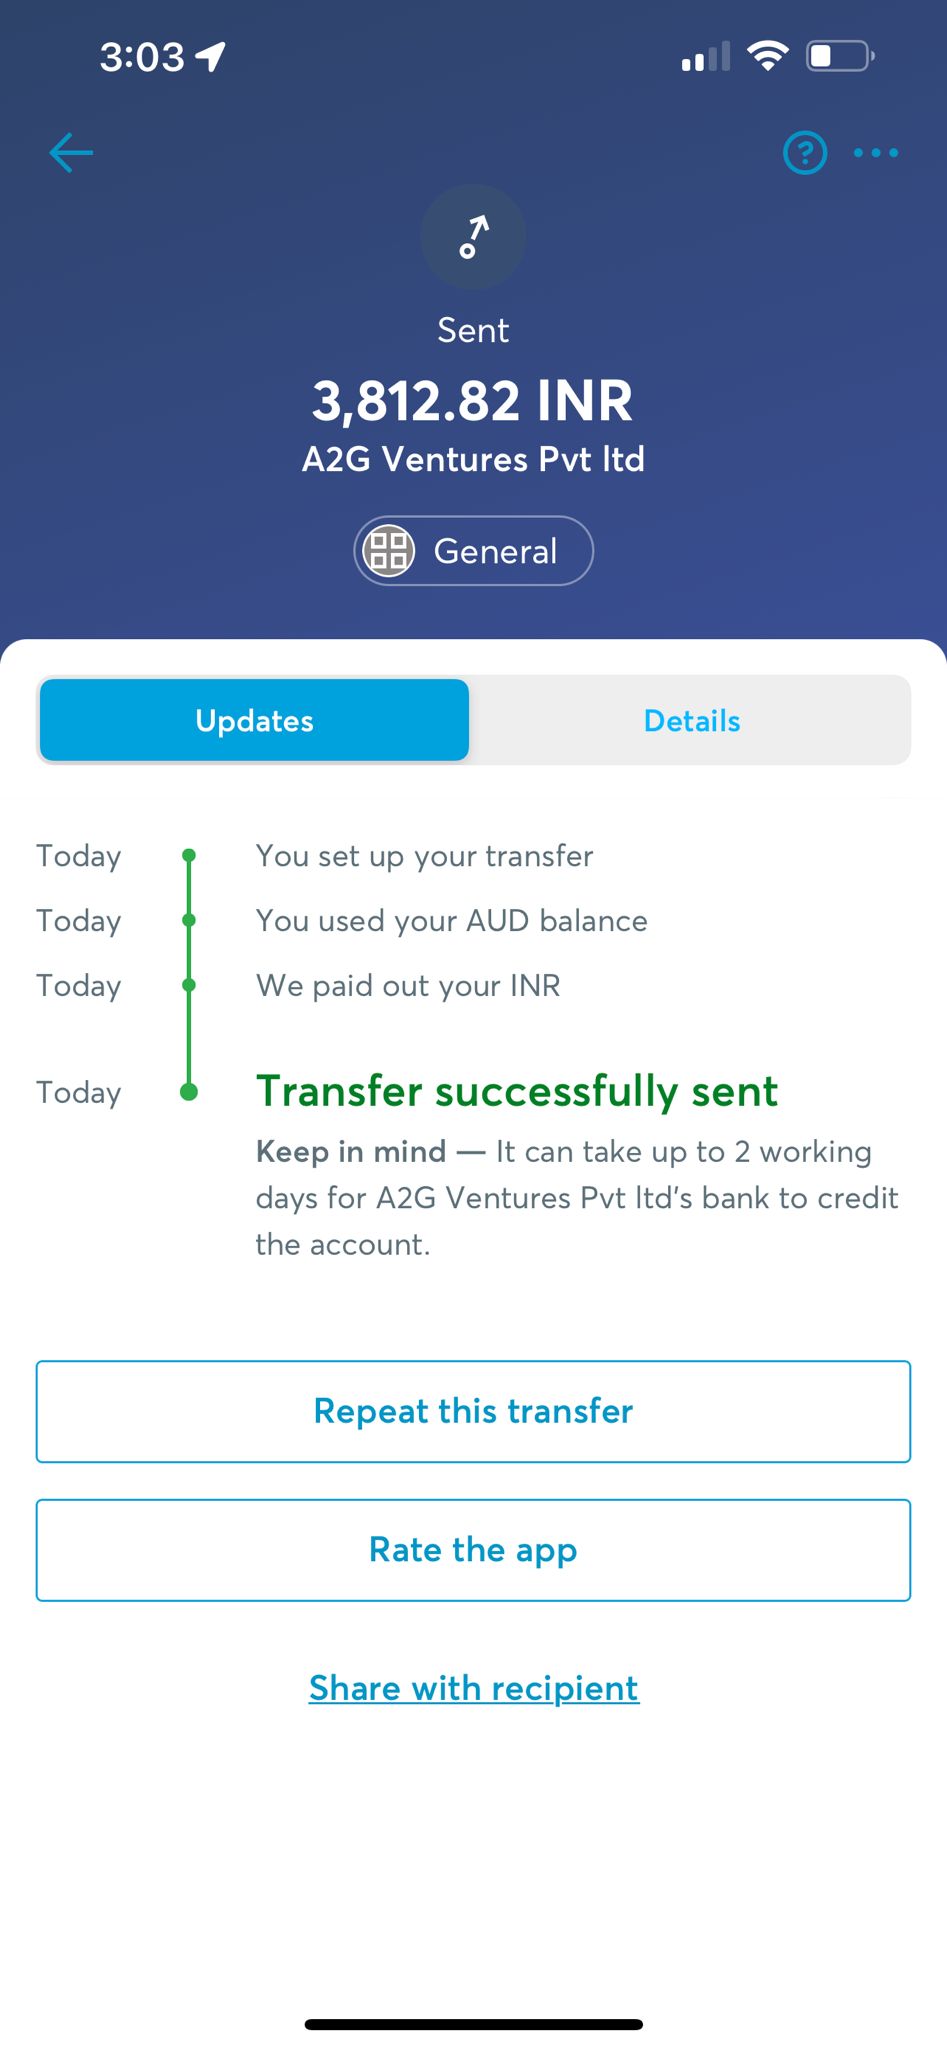 3:03
Sent
3,812.82 INR
A2G Ventures Pvt ltd
General
Updates
Details
Today
You set up your transfer
Today
You used your AUD balance
Today
We paid out your INR
Today
Transfer successfully sent
Keep in mind — It can take up to 2 working
days for A2G Ventures Pvt ltd's bank to credit
the account.
Repeat this transfer
Rate the app
Share with recipient